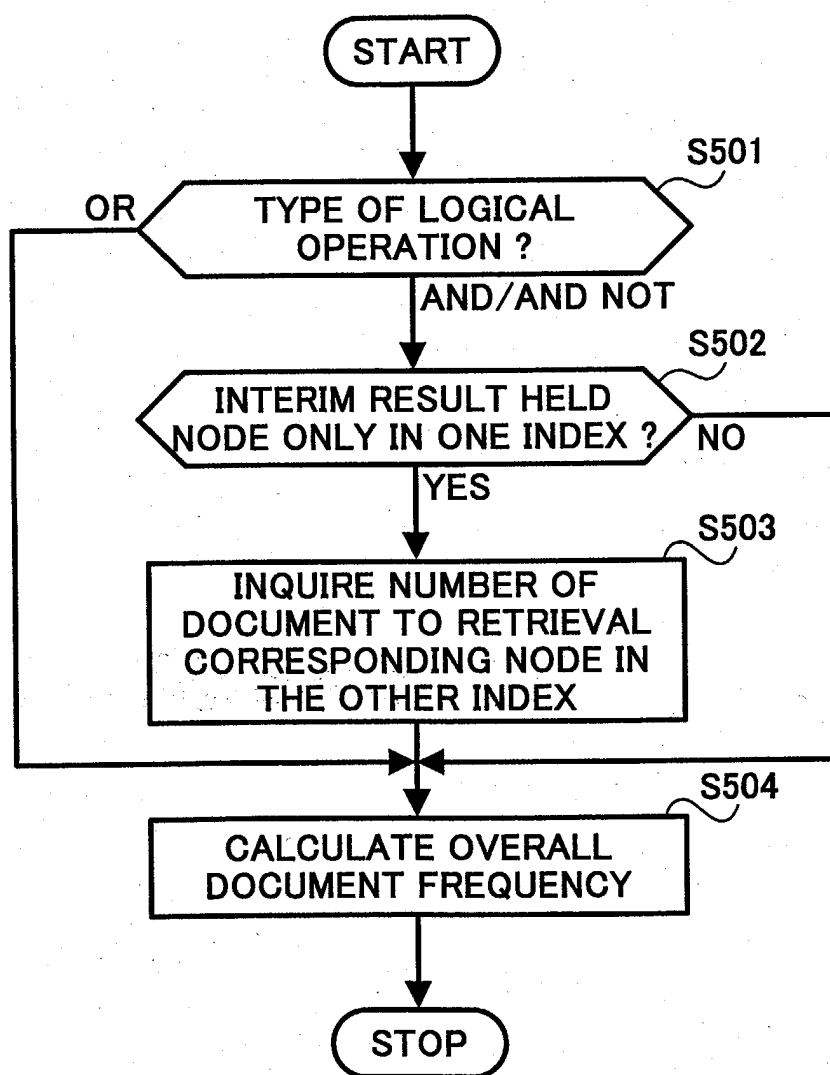 START
S501
OR
TYPE OF LOGICAL
OPERATION ?
AND/AND NOT
S502
INTERIM RESULT HELD
NODE ONLY IN ONE INDEX ?
NO
YES
S503
INQUIRE NUMBER OF
DOCUMENT TO RETRIEVAL
CORRESPONDING NODE IN
THE OTHER INDEX
S504
CALCULATE OVERALL
DOCUMENT FREQUENCY
STOP